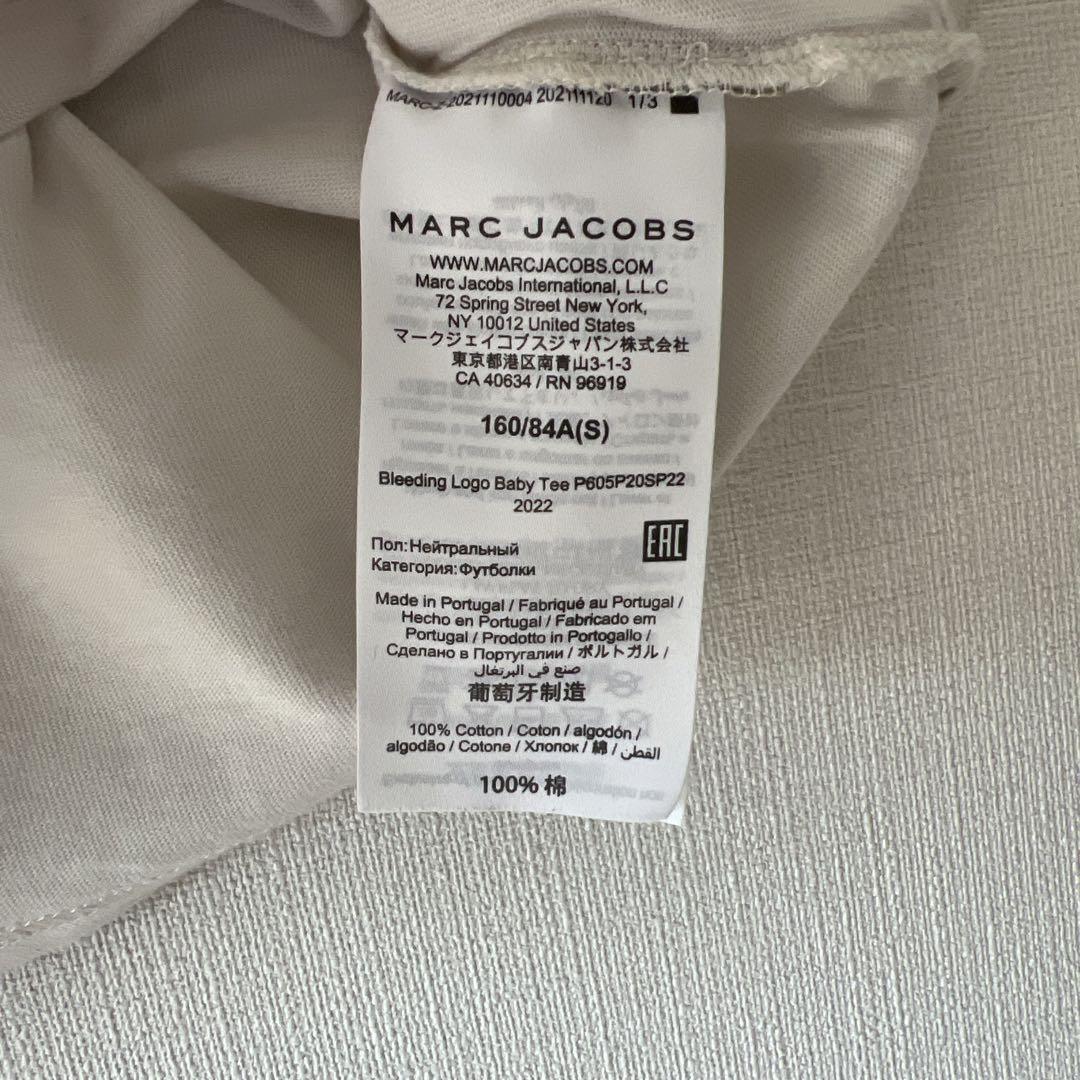 MARC-Z-2021110004 20211120 1/3
MARC JACOBS
WWW.MARCJACOBS.COM
Marc Jacobs International, L.L.C
72 Spring Street New York,
NY 10012 United States
マークジェイコブスジャパン株式会社
東京都港区南青山3-1-3
CA 40634 / RN 96919
160/84A(S)
Bleeding Logo Baby Tee P605P20SP22
2022
Пол:Нейтральный
Категория:Футболки
EAC
Made in Portugal / Fabriqué au Portugal /
Hecho en Portugal / Fabricado em
Portugal / Prodotto in Portogallo /
Сделано в Португалии / ポルトガル /
صنع في البرتغال
葡萄牙制造
100% Cotton / Coton / algodón /
algodão / Cotone / Хлопок / 綿 / القطن
100% 棉